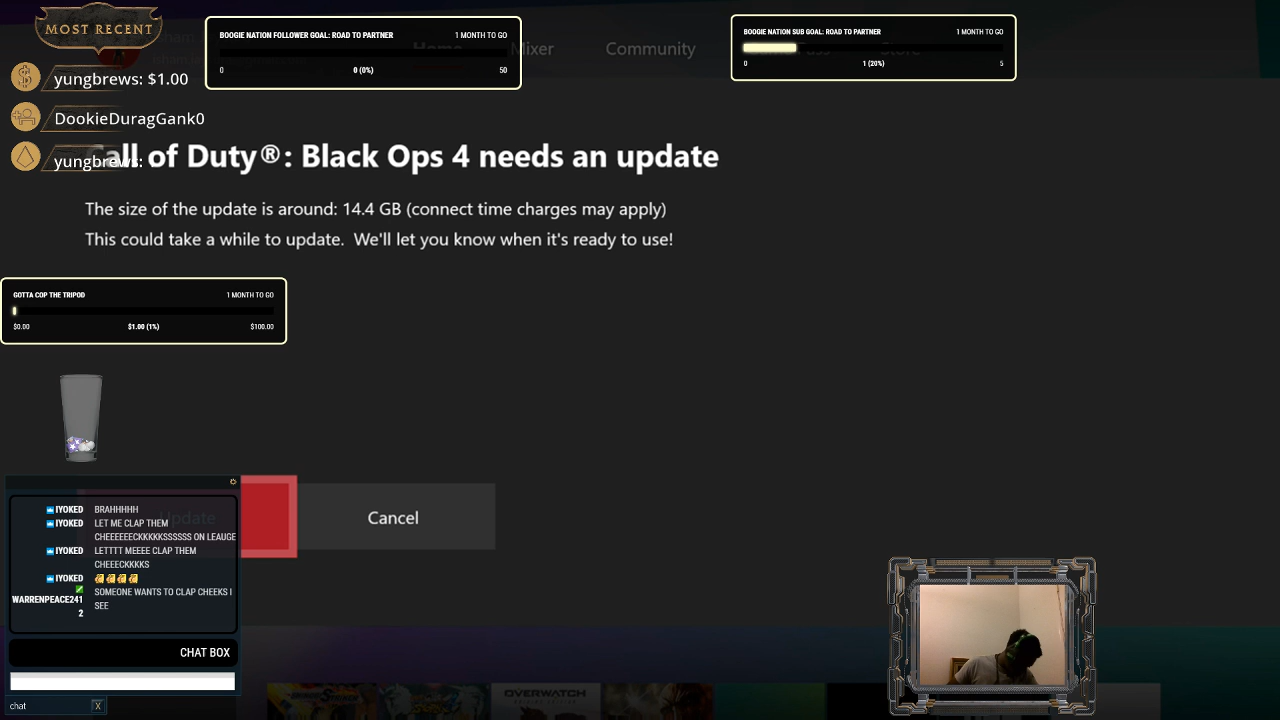 MOST RECENT
yungbrews: $1.00
DookieDuragGank0
yungbrews:
BOOGIE NATION FOLLOWER GOAL: ROAD TO PARTNER 1 MONTH TO GO
0 0 (0%) 50
BOOGIE NATION SUB GOAL: ROAD TO PARTNER 1 MONTH TO GO
0 1 (20%) 5
Home Mixer Community Store
Call of Duty®: Black Ops 4 needs an update
The size of the update is around: 14.4 GB (connect time charges may apply)
This could take a while to update. We'll let you know when it's ready to use!
GOTTA COP THE TRIPOD 1 MONTH TO GO
$0.00 $1.00 (1%) $100.00
Update
Cancel
IYOKED BRAHHHHH
IYOKED LET ME CLAP THEM
CHEEEEEECKKKKKSSSSSS ON LEAUGE
IYOKED LETTTT MEEEE CLAP THEM
CHEEECKKKKS
IYOKED
WARRENPEACE241
2
SOMEONE WANTS TO CLAP CHEEKS I
SEE
CHAT BOX
chat X
OVERWATCH